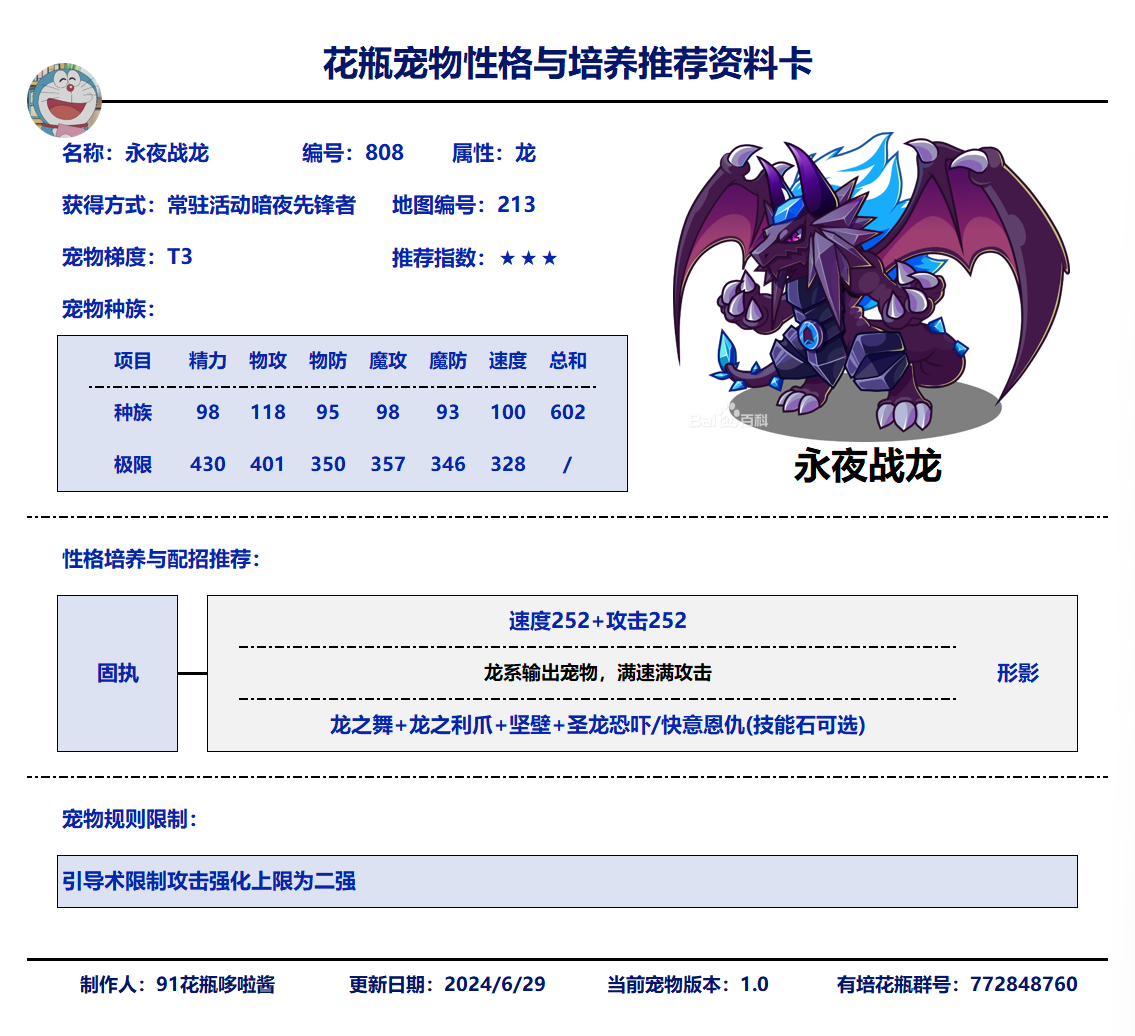 花瓶宠物性格与培养推荐资料卡
名称：永夜战龙 编号：808 属性：龙
获得方式：常驻活动暗夜先锋者 地图编号：213
宠物梯度：T3 推荐指数：★★★
宠物种族：
项目 精力 物攻 物防 魔攻 魔防 速度 总和
种族 98 118 95 98 93 100 602
极限 430 401 350 357 346 328 /
Bai 百科
永夜战龙
性格培养与配招推荐：
速度252+攻击252
固执 龙系输出宠物，满速满攻击 形影
龙之舞+龙之利爪+坚壁+圣龙恐吓/快意恩仇(技能石可选)
宠物规则限制：
引导术限制攻击强化上限为二强
制作人：91花瓶哆啦酱 更新日期：2024/6/29 当前宠物版本：1.0 有培花瓶群号：772848760